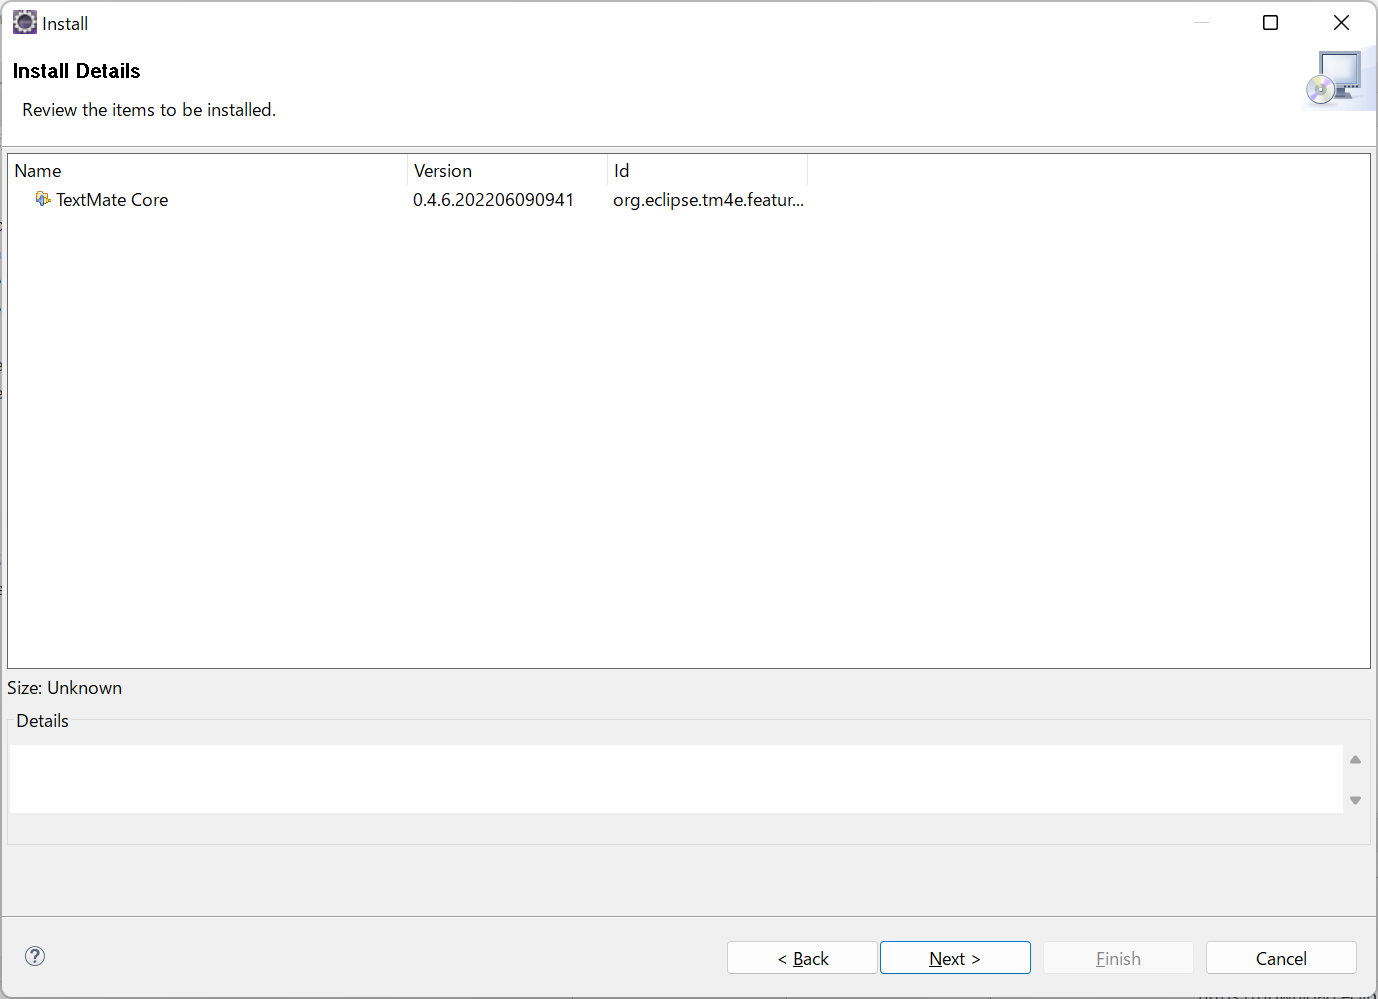 Install
Install Details
Review the items to be installed.
Name Version Id
TextMate Core 0.4.6.202206090941 org.eclipse.tm4e.featur...
Size: Unknown
Details
< Back Next > Finish Cancel